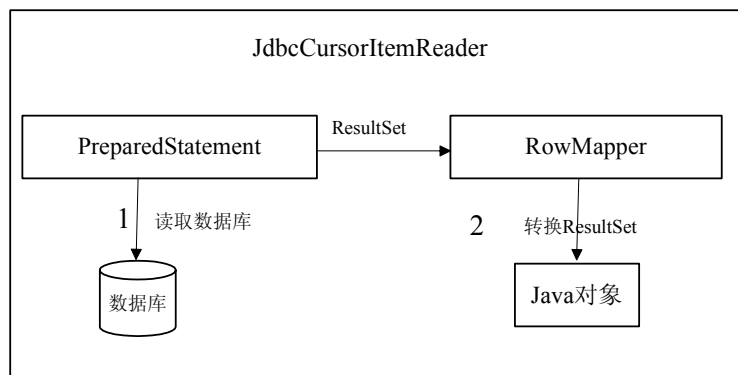 JdbcCursorItemReader
PreparedStatement
ResultSet
RowMapper
1
读取数据库
2
转换ResultSet
数据库
Java对象